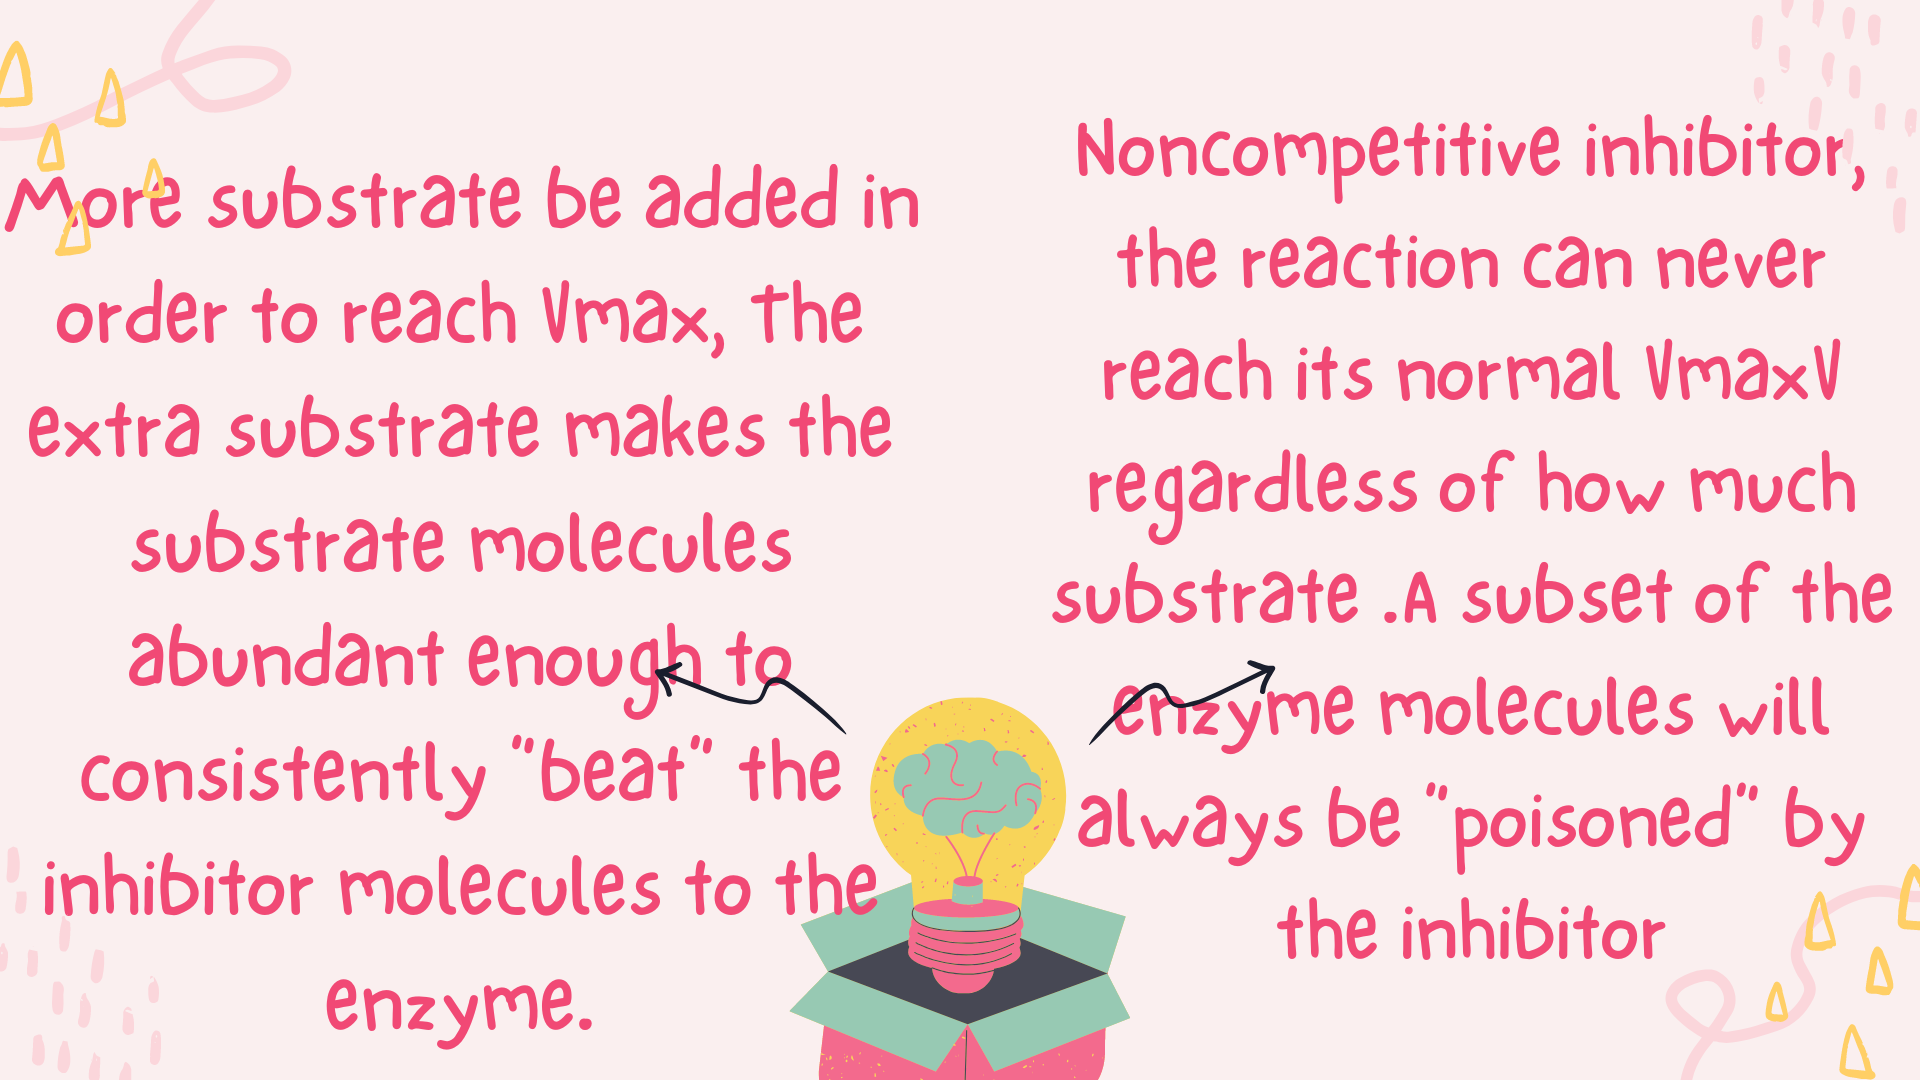 More substrate be added in
order to reach Vmax, The
extra substrate makes the
substrate molecules
abundant enough to
consistently "beat" the
inhibitor molecules to the
enzyme.
Noncompetitive inhibitor,
the reaction can never
reach its normal VmaxV
regardless of how much
substrate .A subset of the
enzyme molecules will
always be "poisoned" by
the inhibitor